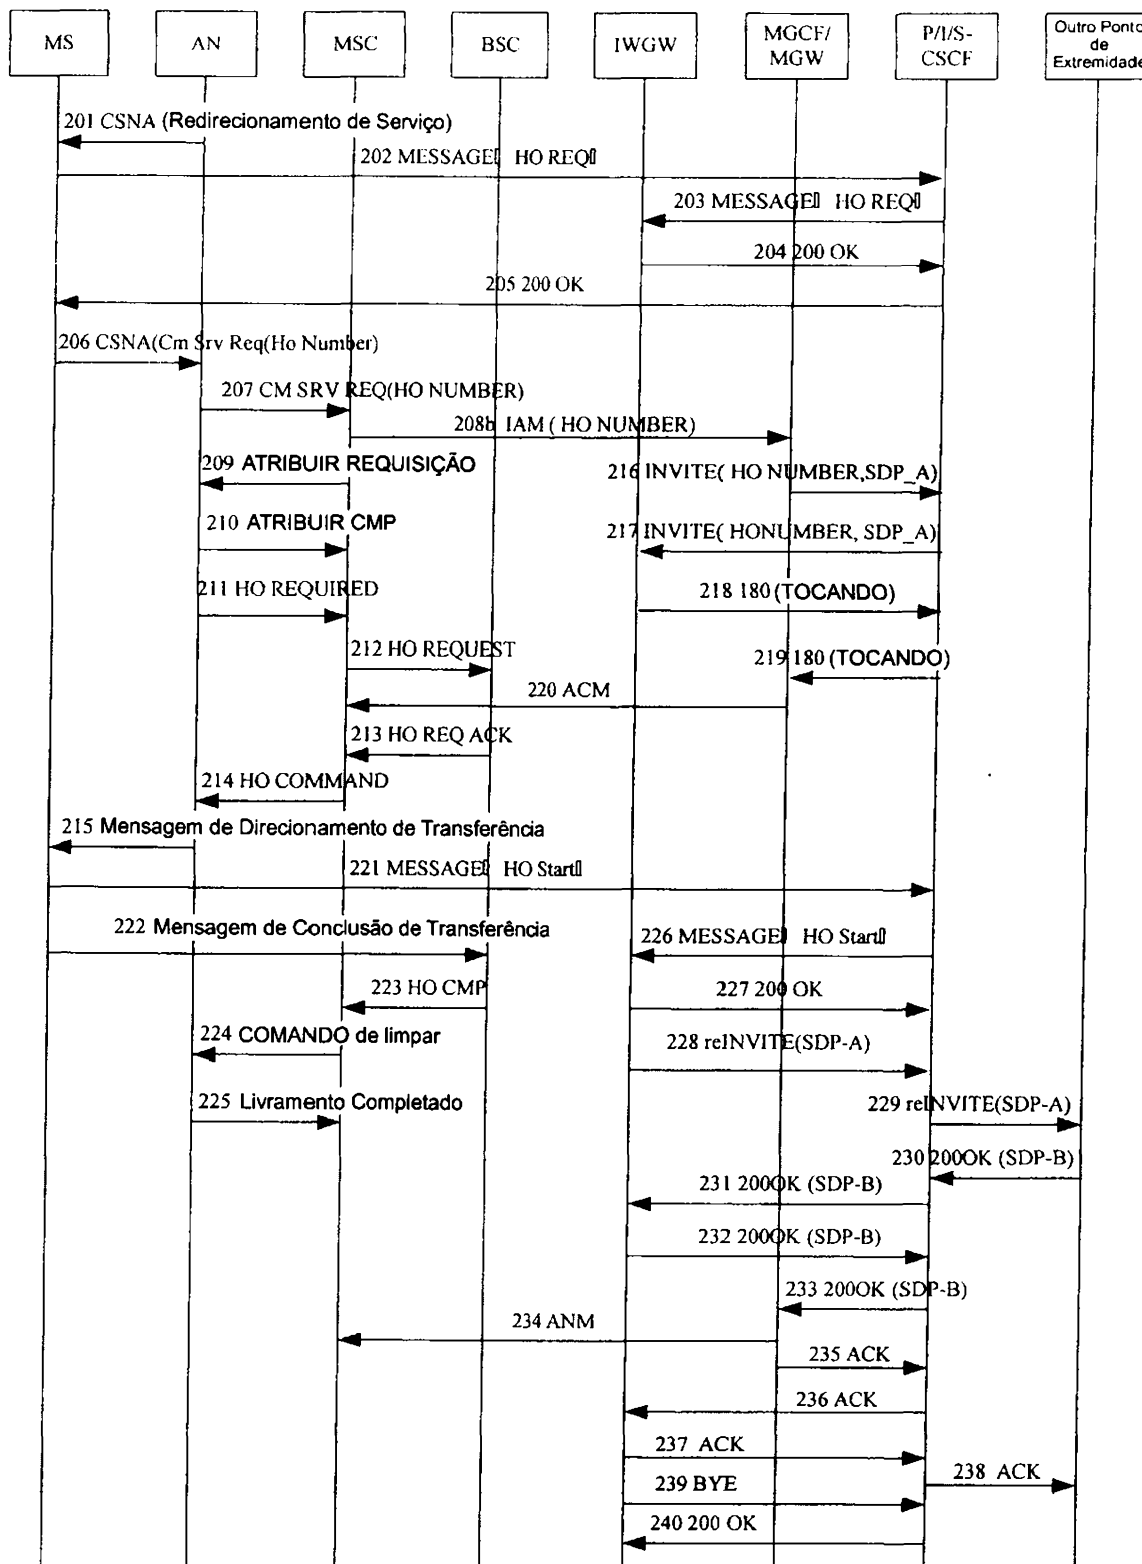 MS
AN
MSC
BSC
IWGW
MGCF/
MGW
P/I/S-
CSCF
Outro Ponto
de
Extremidade
201 CSNA (Redirecionamento de Serviço)
202 MESSAGE HO REQ
203 MESSAGE HO REQ
204 200 OK
205 200 OK
206 CSNA(Cm Srv Req(Ho Number)
207 CM SRV REQ(HO NUMBER)
208b IAM ( HO NUMBER)
209 ATRIBUIR REQUISIÇÃO
216 INVITE( HO NUMBER,SDP_A)
210 ATRIBUIR CMP
217 INVITE( HONUMBER, SDP_A)
211 HO REQUIRED
218 180 (TOCANDO)
212 HO REQUEST
219 180 (TOCANDO)
220 ACM
213 HO REQ ACK
214 HO COMMAND
215 Mensagem de Direcionamento de Transferência
221 MESSAGE HO Start
222 Mensagem de Conclusão de Transferência
226 MESSAGE HO Start
223 HO CMP
227 200 OK
224 COMANDO de limpar
228 reINVITE(SDP-A)
225 Livramento Completado
229 reINVITE(SDP-A)
230 200OK (SDP-B)
231 200OK (SDP-B)
232 200OK (SDP-B)
233 200OK (SDP-B)
234 ANM
235 ACK
236 ACK
237 ACK
238 ACK
239 BYE
240 200 OK